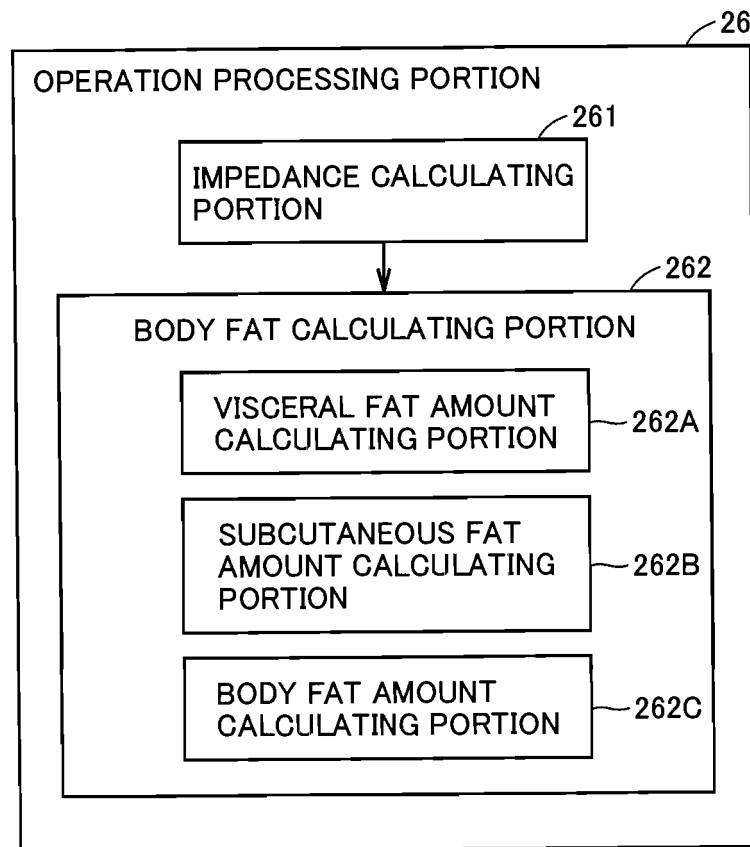 26
OPERATION PROCESSING PORTION
261
IMPEDANCE CALCULATING
PORTION
262
BODY FAT CALCULATING PORTION
VISCERAL FAT AMOUNT
CALCULATING PORTION
262A
SUBCUTANEOUS FAT
AMOUNT CALCULATING
PORTION
262B
BODY FAT AMOUNT
CALCULATING PORTION
262C